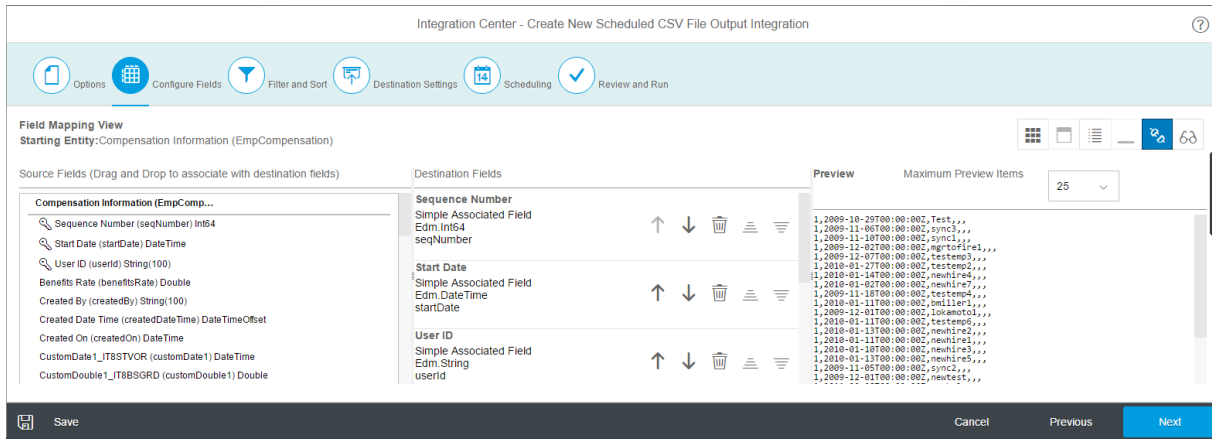 Integration Center - Create New Scheduled CSV File Output Integration
?
Options
Configure Fields
Filter and Sort
Destination Settings
14
Scheduling
Review and Run
Field Mapping View
Starting Entity:Compensation Information (EmpCompensation)
Source Fields (Drag and Drop to associate with destination fields)
Compensation Information (EmpComp...
Sequence Number (seqNumber) Int64
Start Date (startDate) DateTime
User ID (userId) String(100)
Benefits Rate (benefitsRate) Double
Created By (createdBy) String(100)
Created Date Time (createdDateTime) DateTimeOffset
Created On (createdOn) DateTime
CustomDate1_IT8STVOR (customDate1) DateTime
CustomDouble1_IT8BSGRD (customDouble1) Double
Destination Fields
Sequence Number
Simple Associated Field
Edm.Int64
seqNumber
Start Date
Simple Associated Field
Edm.DateTime
startDate
User ID
Simple Associated Field
Edm.String
userId
Preview
Maximum Preview Items
25
1,2009-10-29T00:00:00Z,Test,,,
1,2009-11-06T00:00:00Z,sync3,,,
1,2009-11-10T00:00:00Z,sync1,,,
1,2009-12-02T00:00:00Z,mgrtofire1,,,
1,2009-12-07T00:00:00Z,testemp3,,,
1,2010-01-27T00:00:00Z,testemp2,,,
1,2010-01-14T00:00:00Z,newhire4,,,
1,2010-01-02T00:00:00Z,newhire7,,,
1,2009-11-18T00:00:00Z,testemp4,,,
1,2010-01-11T00:00:00Z,bmiller1,,,
1,2009-12-01T00:00:00Z,lokamoto1,,,
1,2010-01-11T00:00:00Z,testemp6,,,
1,2010-01-13T00:00:00Z,newhire2,,,
1,2010-01-11T00:00:00Z,newhire1,,,
1,2010-01-10T00:00:00Z,newhire3,,,
1,2010-01-13T00:00:00Z,newhire5,,,
1,2009-11-05T00:00:00Z,sync2,,,
1,2009-12-01T00:00:00Z,newtest,,,
Save
Cancel
Previous
Next